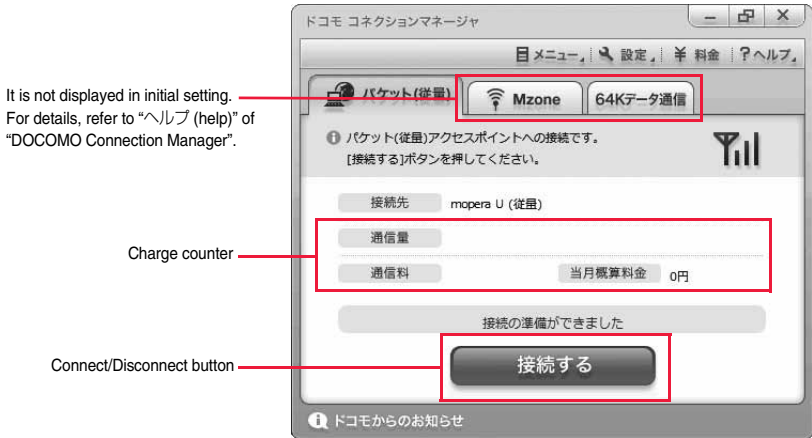 ドコモ コネクションマネージャ
メニュー 設定 ¥ 料金 ?ヘルプ
パケット(従量) Mzone 64Kデータ通信
It is not displayed in initial setting.
For details, refer to “ヘルプ (help)” of
“DOCOMO Connection Manager”.
パケット(従量)アクセスポイントへの接続です。
[接続する]ボタンを押してください。
接続先 mopera U (従量)
通信量
Charge counter
通信料 当月概算料金 0円
接続の準備ができました
Connect/Disconnect button
接続する
ドコモからのお知らせ